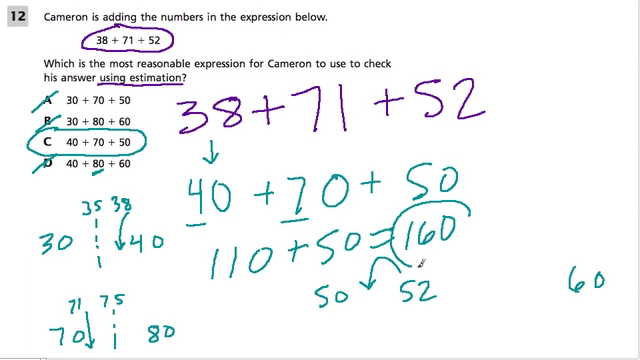 12 Cameron is adding the numbers in the expression below.
38 + 71 + 52
Which is the most reasonable expression for Cameron to use to check
his answer using estimation?
A 30 + 70 + 50
B 30 + 80 + 60
C 40 + 70 + 50
D 40 + 80 + 60
38+71+52
40+70+50
110+50=160
35 38
30 40
50 52 60
71 75
70 80